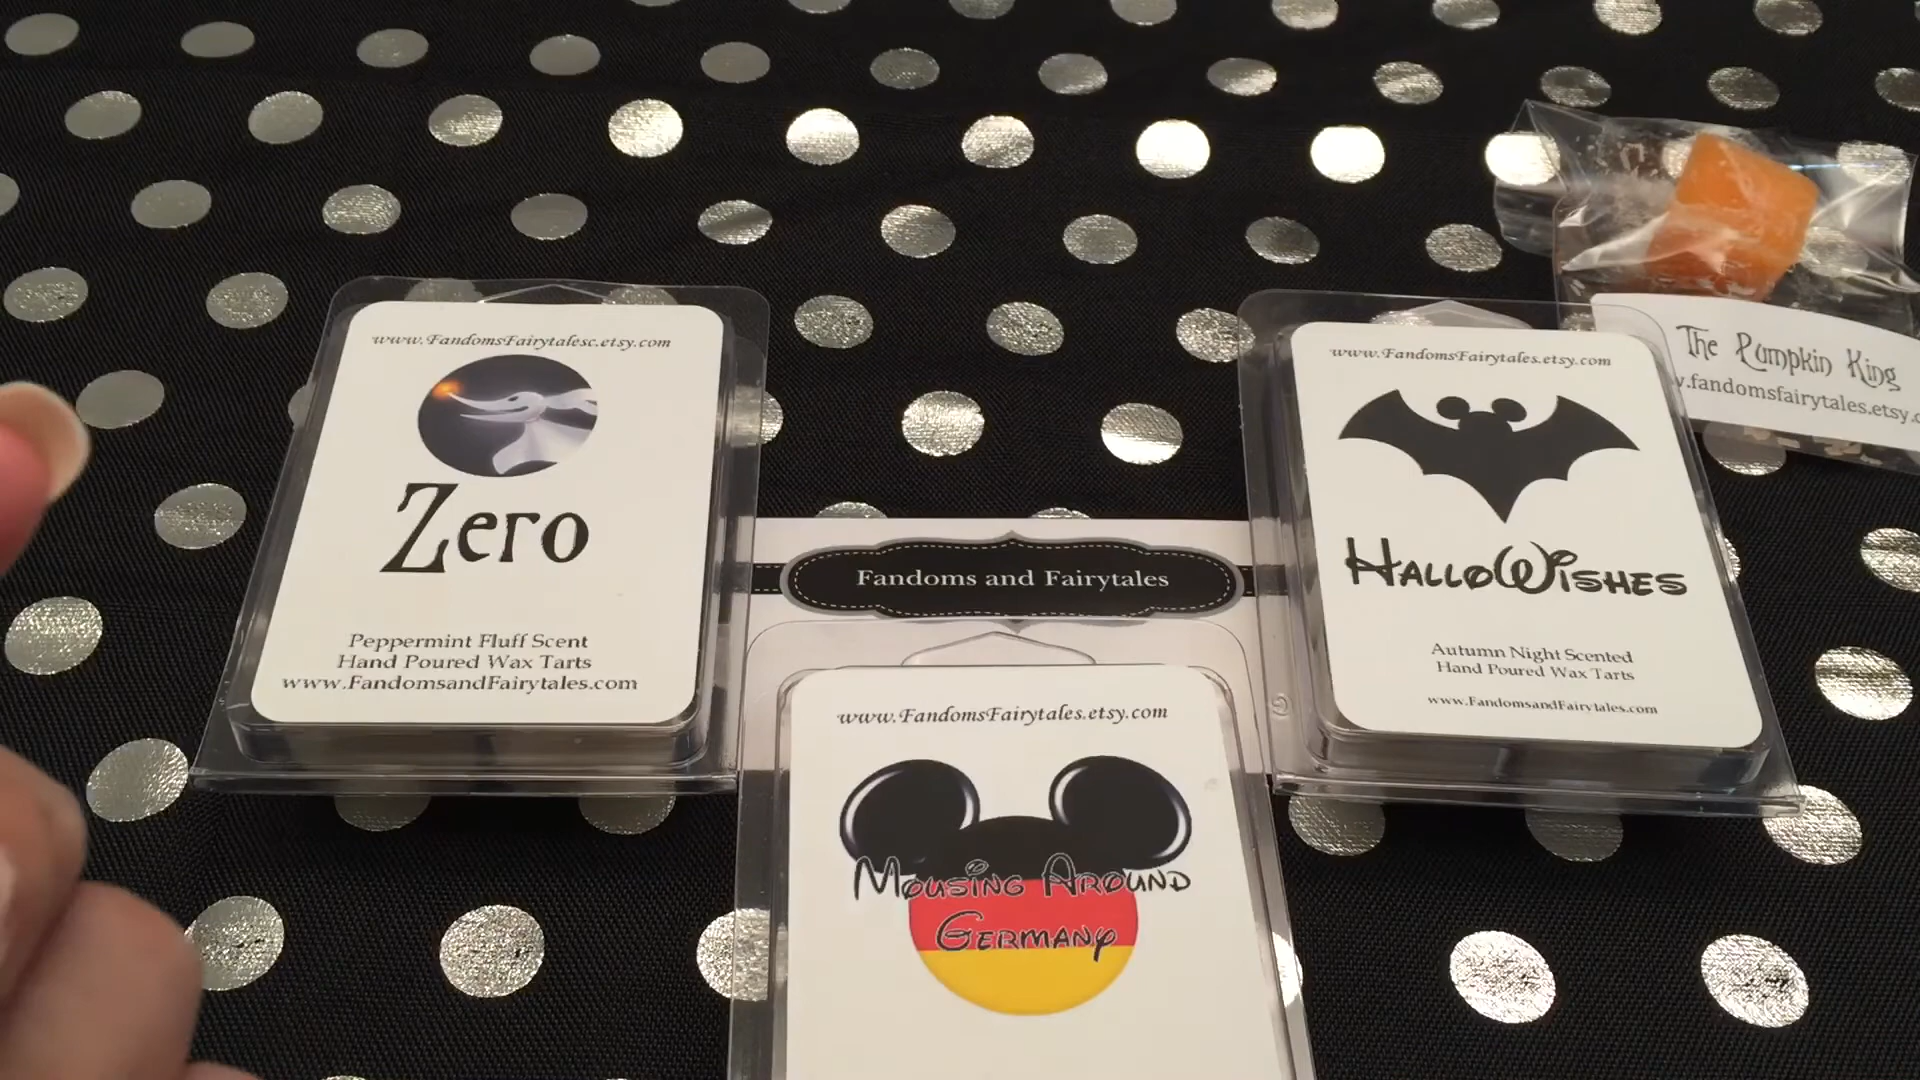 www.FandomsFairytalesc.etsy.com
Zero
Peppermint Fluff Scent
Hand Poured Wax Tarts
www.FandomsandFairytales.com
Fandoms and Fairytales
www.FandomsFairytales.etsy.com
Mousing Around
Germany
www.FandomsFairytales.etsy.com
HalloWishes
Autumn Night Scented
Hand Poured Wax Tarts
www.FandomsandFairytales.com
The Pumpkin King
.fandomsfairytales.etsy.c